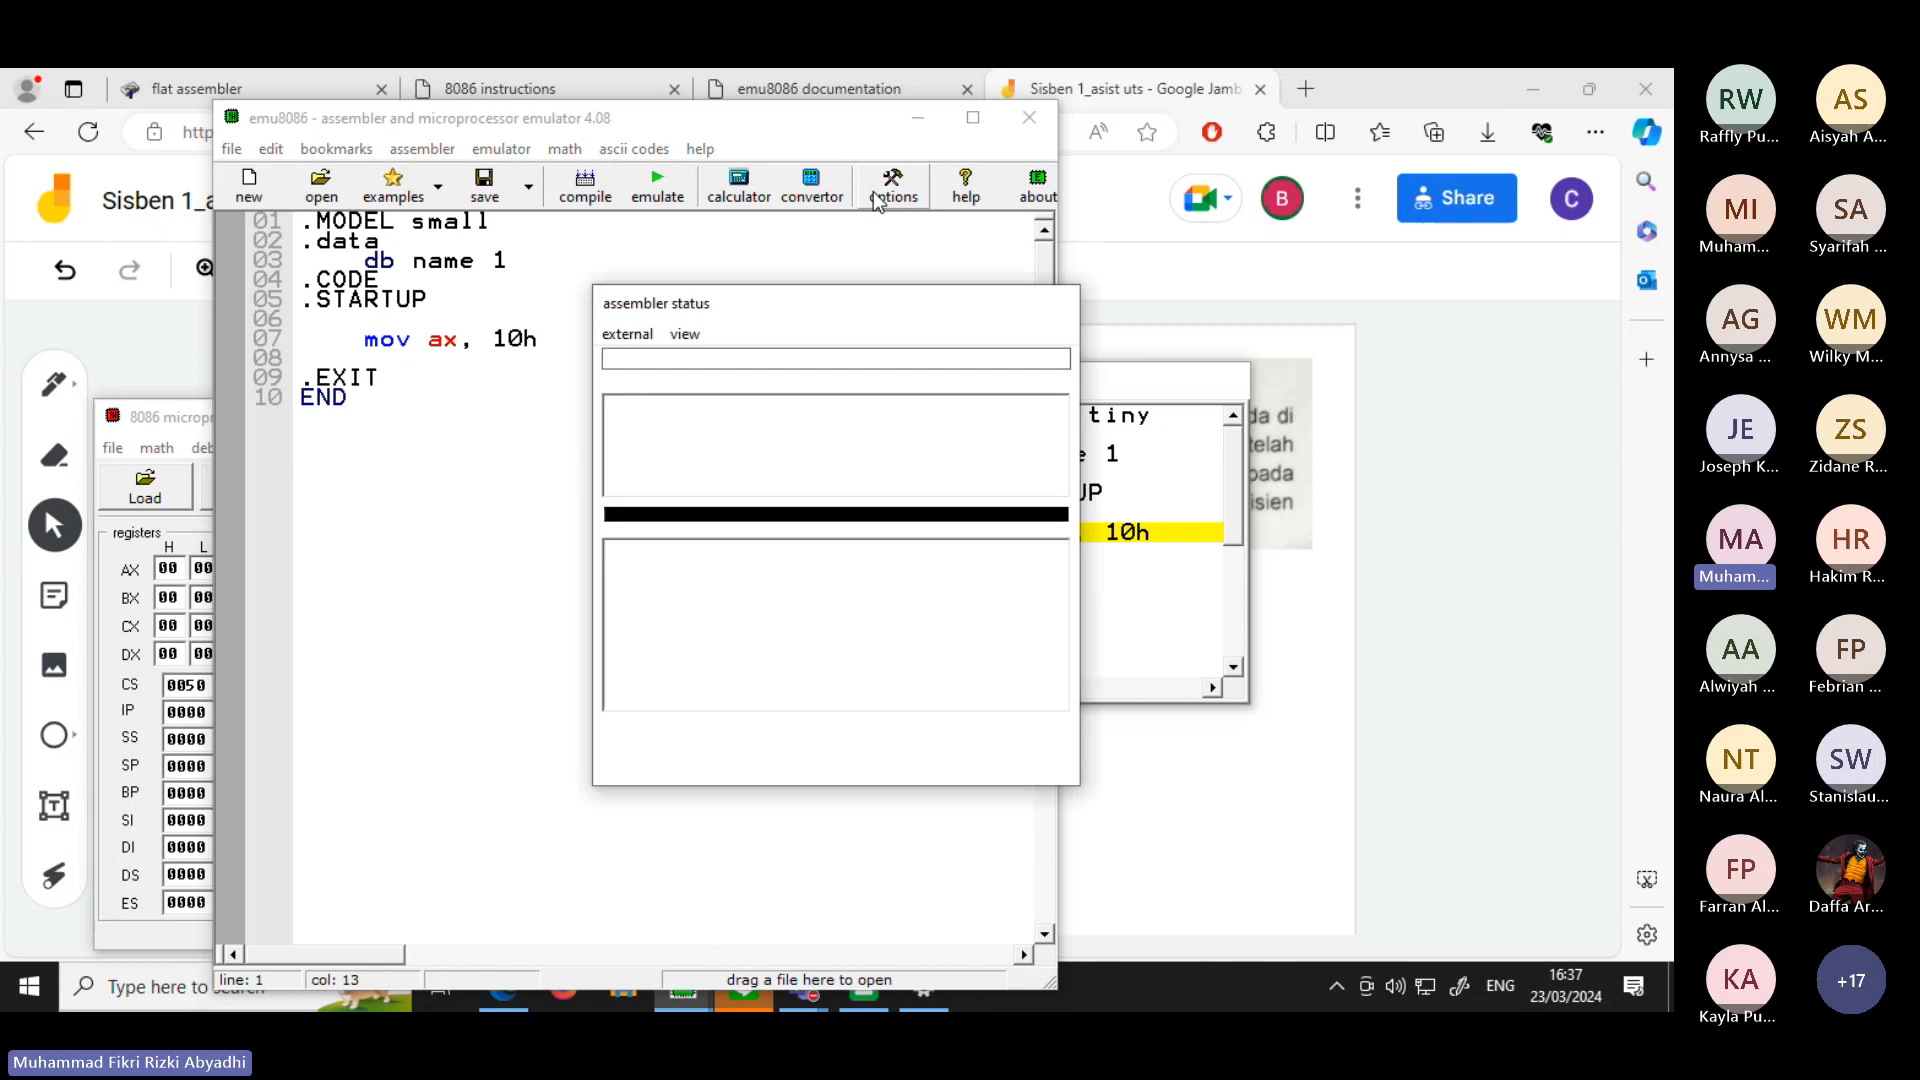 flat assembler
8086 instructions
emu8086 documentation
Sisben 1_asist uts - Google Jamb
http
Sisben 1_a
Share
B
C
emu8086 - assembler and microprocessor emulator 4.08
file edit bookmarks assembler emulator math ascii codes help
new open examples save compile emulate calculator convertor options help about
01 .MODEL small
02 .data
03 db name 1
04 .CODE
05 .STARTUP
06
07 mov ax, 10h
08
09 .EXIT
10 END
line: 1 col: 13 drag a file here to open
assembler status
external view
tiny
1
UP
10h
da di
telah
pada
isien
8086 microp
file math deb
Load
registers
H L
AX 00 00
BX 00 00
CX 00 00
DX 00 00
CS 0050
IP 0000
SS 0000
SP 0000
BP 0000
SI 0000
DI 0000
DS 0000
ES 0000
Type here to search
ENG
16:37
23/03/2024
RW
Raffly Pu...
AS
Aisyah A...
MI
Muham...
SA
Syarifah ...
AG
Annysa ...
WM
Wilky M...
JE
Joseph K...
ZS
Zidane R...
MA
Muham...
HR
Hakim R...
AA
Alwiyah ...
FP
Febrian ...
NT
Naura Al...
SW
Stanislau...
FP
Farran Al...
Daffa Ar...
KA
Kayla Pu...
+17
Muhammad Fikri Rizki Abyadhi